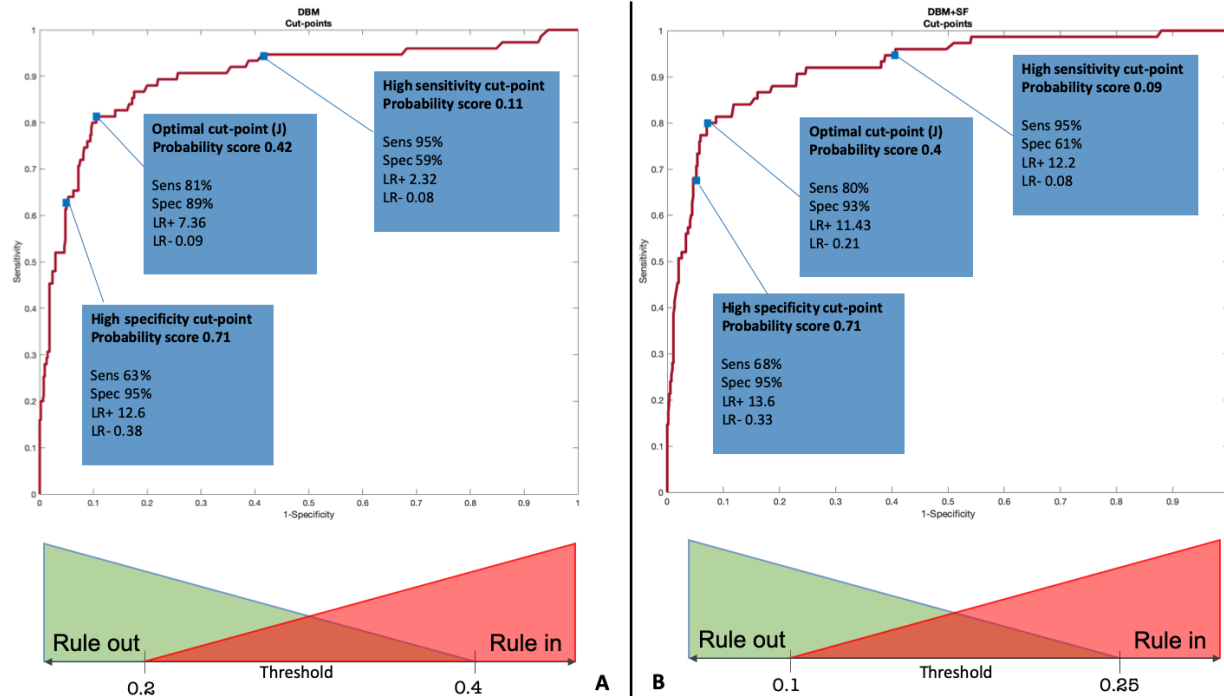 DBM
Cut-points
1
0.9
0.8
0.7
0.6
0.5
0.4
0.3
0.2
0.1
0
Sensitivity
High sensitivity cut-point
Probability score 0.11
Sens 95%
Spec 59%
LR+ 2.32
LR- 0.08
Optimal cut-point (J)
Probability score 0.42
Sens 81%
Spec 89%
LR+ 7.36
LR- 0.09
High specificity cut-point
Probability score 0.71
Sens 63%
Spec 95%
LR+ 12.6
LR- 0.38
0 0.1 0.2 0.3 0.4 0.5 0.6 0.7 0.8 0.9 1
1-Specificity
Rule out
Rule in
Threshold
0.2
0.4
A
DBM+SF
Cut-points
1
0.9
0.8
0.7
0.6
0.5
0.4
0.3
0.2
0.1
0
Sensitivity
High sensitivity cut-point
Probability score 0.09
Sens 95%
Spec 61%
LR+ 12.2
LR- 0.08
Optimal cut-point (J)
Probability score 0.4
Sens 80%
Spec 93%
LR+ 11.43
LR- 0.21
High specificity cut-point
Probability score 0.71
Sens 68%
Spec 95%
LR+ 13.6
LR- 0.33
0 0.1 0.2 0.3 0.4 0.5 0.6 0.7 0.8 0.9
1-Specificity
Rule out
Rule in
Threshold
0.1
0.25
B